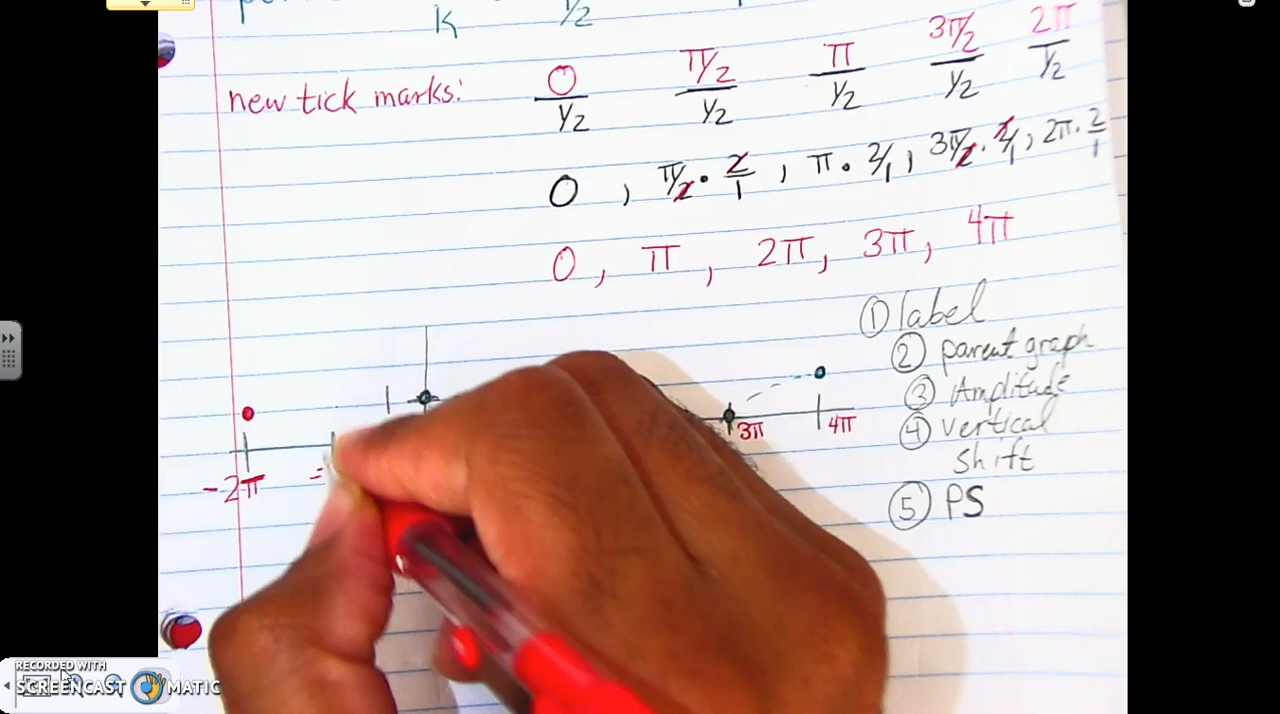 K 1/2
new tick marks: 0/1/2 π/2/1/2 π/1/2 3π/2/1/2 2π/1/2
0 , π/2 · 2/1 , π · 2/1 , 3π/2 · 2/1 , 2π · 2/1
0 , π , 2π , 3π , 4π
① label
② parent graph
③ Amplitude
④ vertical
shift
⑤ PS
-2π 3π 4π
RECORDED WITH
SCREENCAST MATIC